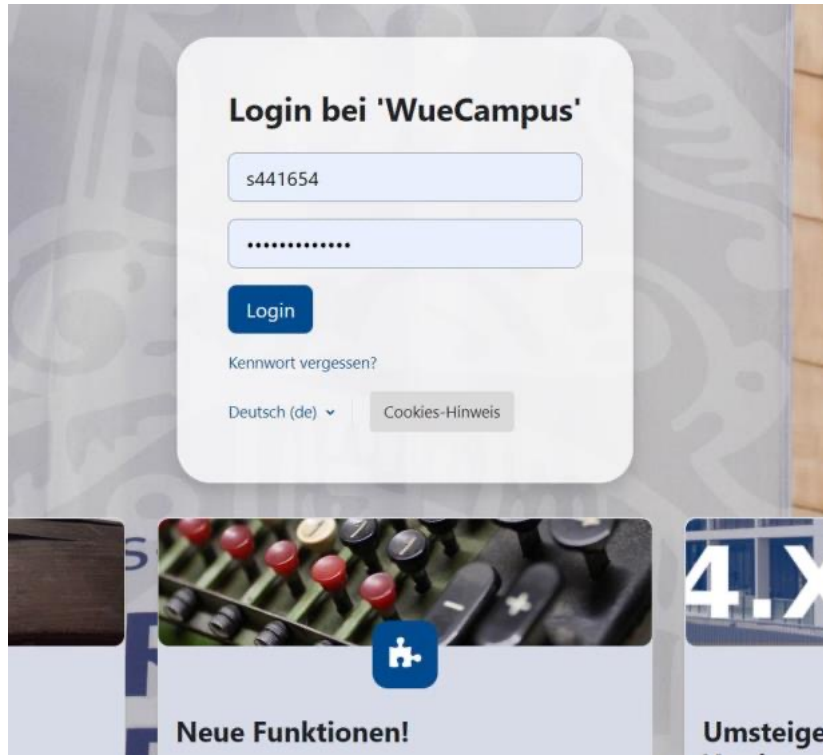 Login bei 'WueCampus'
s441654
•••••••••••••
Login
Kennwort vergessen?
Deutsch (de)
Cookies-Hinweis
4.X
Neue Funktionen!
Umsteige